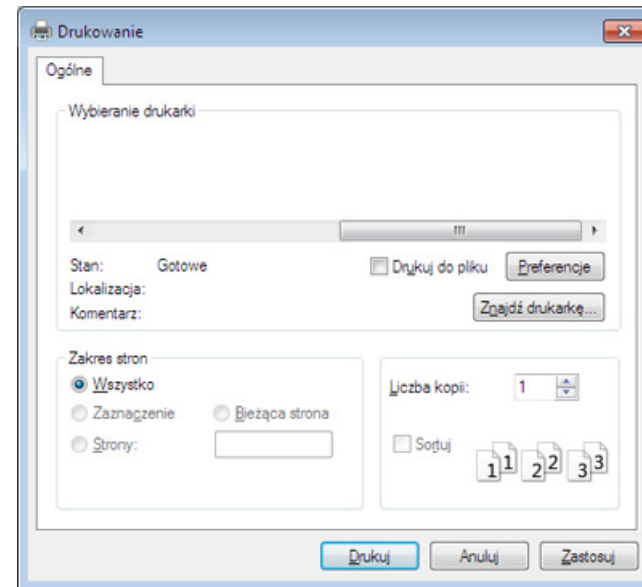 Drukowanie
Ogólne
Wybieranie drukarki
Stan: Gotowe
Drukuj do pliku
Preferencje
Lokalizacja:
Komentarz:
Znajdź drukarkę...
Zakres stron
Wszystko
Zaznaczenie
Bieżąca strona
Strony:
Liczba kopii: 1
Sortuj
1 1 2 2 3 3
Drukuj
Anuluj
Zastosuj